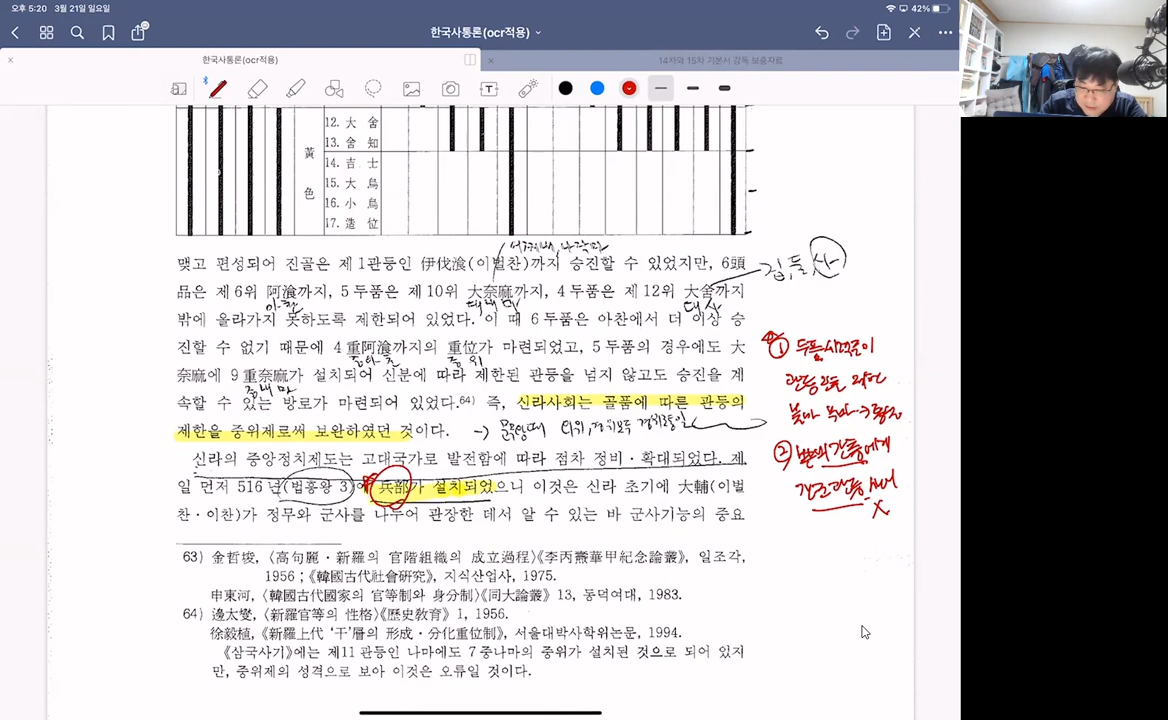 오후 5:20 3월 21일 일요일
42%
한국사통론(ocr적용)
한국사통론(ocr적용)
14차와 15차 기본서 감독 보충자료
12. 大 舍
13. 舍 知
黃
14. 吉 士
15. 大 烏
色
16. 小 烏
17. 造 位
맺고 편성되어 진골은 제 1관등인 伊伐飡(이벌찬)까지 승진할 수 있었지만, 6頭
品은 제 6위 阿飡까지, 5 두품은 제 10위 大奈麻까지, 4 두품은 제 12위 大舍까지
아찬
대내마
대사
밖에 올라가지 못하도록 제한되어 있었다. 이 때 6 두품은 아찬에서 더 이상 승
진할 수 없기 때문에 4 重阿飡까지의 重位가 마련되었고, 5 두품의 경우에도 大
중아찬
중위
奈麻에 9 重奈麻가 설치되어 신분에 따라 제한된 관등을 넘지 않고도 승진을 계
중내마
속할 수 있는 방로가 마련되어 있었다.64) 즉, 신라사회는 골품에 따른 관등의
제한을 중위제로써 보완하였던 것이다.
신라의 중앙정치제도는 고대국가로 발전함에 따라 점차 정비·확대되었다. 제
일 먼저 516 년(법흥왕 3)에 兵部가 설치되었으니 이것은 신라 초기에 大輔(이벌
찬·이찬)가 정무와 군사를 나누어 관장한 데서 알 수 있는 바 군사기능의 중요
①
②
X
63) 金哲埈, 〈高句麗·新羅의 官階組織의 成立過程〉《李丙燾華甲紀念論叢》, 일조각,
1956 ;《韓國古代社會硏究》, 지식산업사, 1975.
申東河, 〈韓國古代國家의 官等制와 身分制〉《同大論叢》 13, 동덕여대, 1983.
64) 邊太燮, 〈新羅官等의 性格〉《歷史敎育》 1, 1956.
徐毅植, 《新羅上代 ‘干’層의 形成·分化重位制》, 서울대박사학위논문, 1994.
《삼국사기》에는 제11 관등인 나마에도 7 중나마의 중위가 설치된 것으로 되어 있지
만, 중위제의 성격으로 보아 이것은 오류일 것이다.